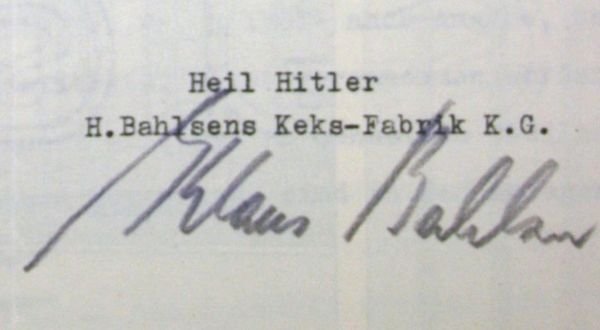 Heil Hitler
H.Bahlsens Keks-Fabrik K.G.
Klaus Bahlsen